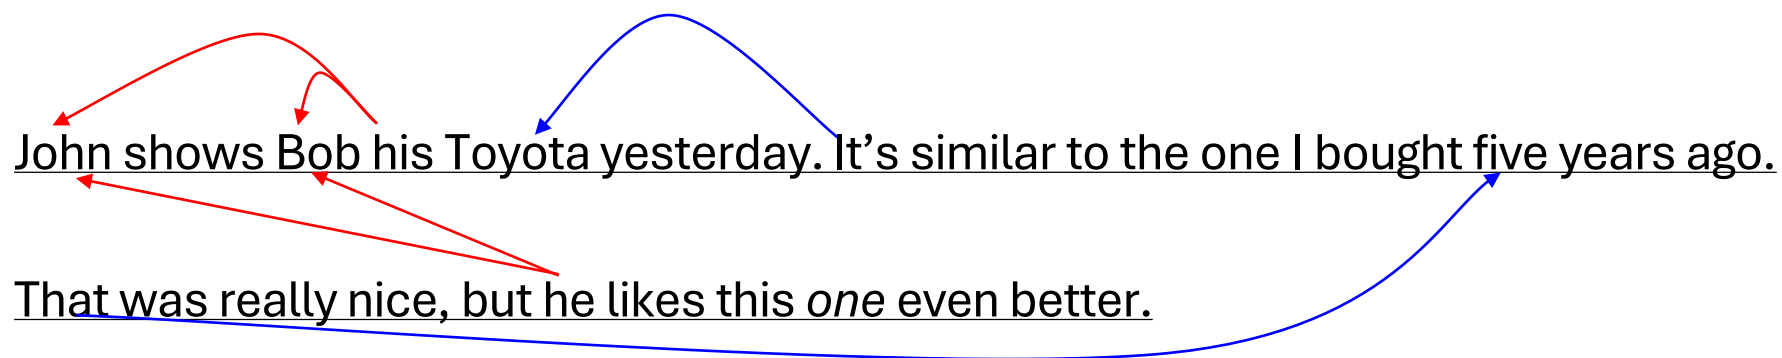 John shows Bob his Toyota yesterday. It’s similar to the one I bought five years ago.
That was really nice, but he likes this one even better.